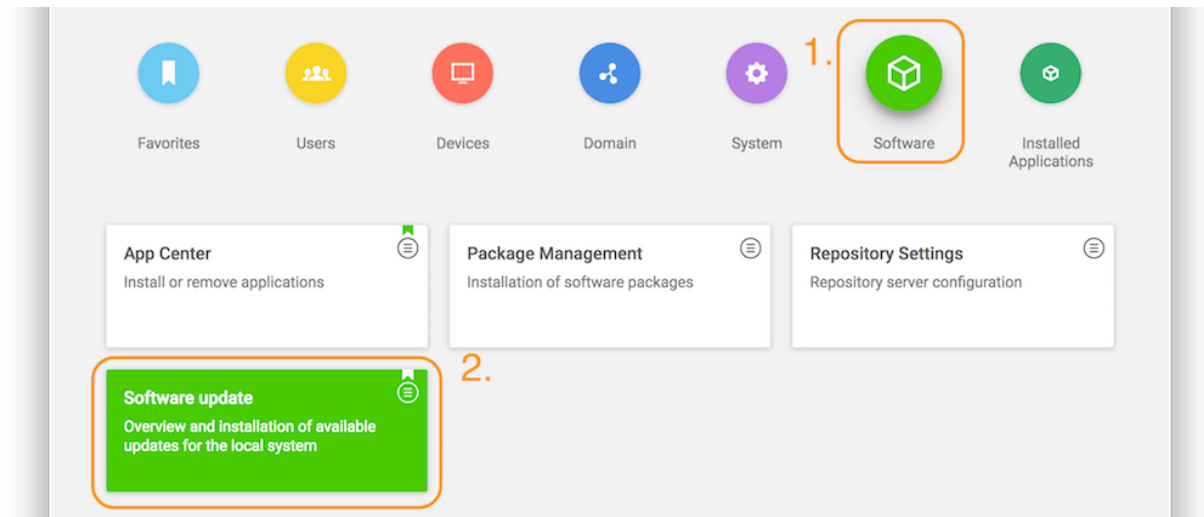 1.
Favorites
Users
Devices
Domain
System
Software
Installed
Applications
App Center
Install or remove applications
Package Management
Installation of software packages
Repository Settings
Repository server configuration
2.
Software update
Overview and installation of available
updates for the local system